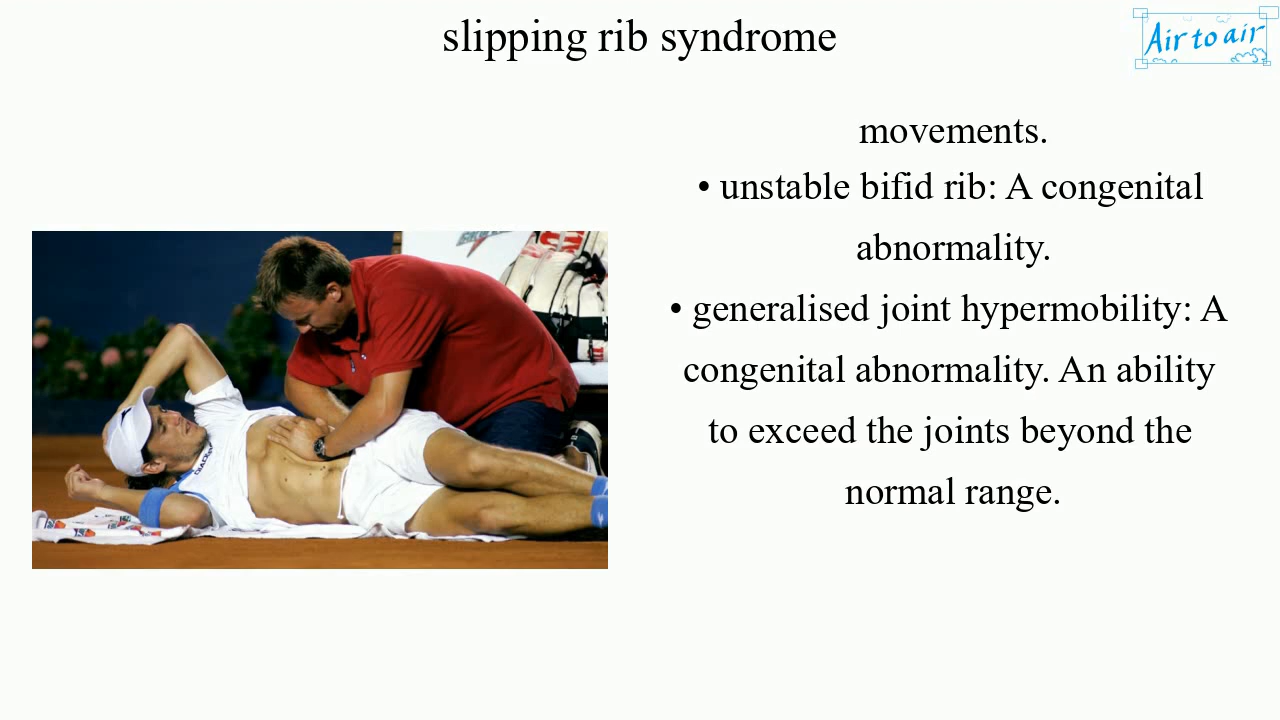 slipping rib syndrome
Air to air
movements.
• unstable bifid rib: A congenital
abnormality.
• generalised joint hypermobility: A
congenital abnormality. An ability
to exceed the joints beyond the
normal range.